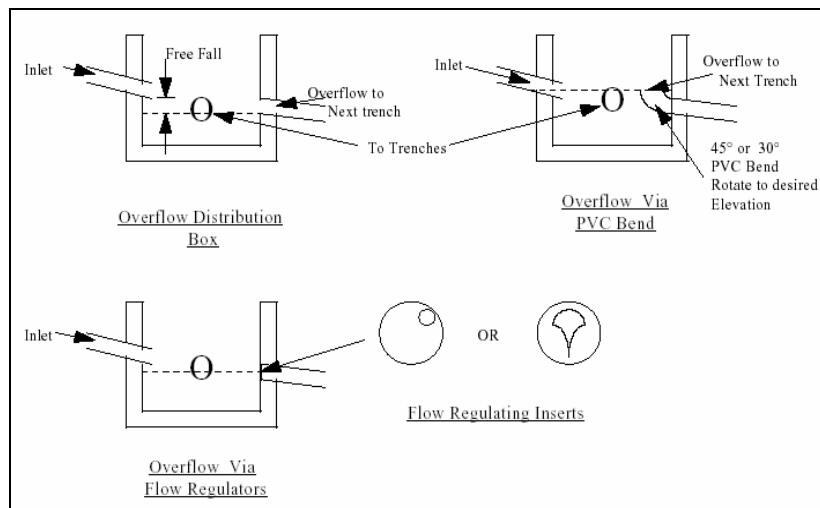 Free Fall
Inlet
Overflow to
Next trench
O
To Trenches
Overflow Distribution
Box
Inlet
Overflow to
Next Trench
O
45° or 30°
PVC Bend
Rotate to desired
Elevation
Overflow Via
PVC Bend
Inlet
O
OR
Flow Regulating Inserts
Overflow Via
Flow Regulators